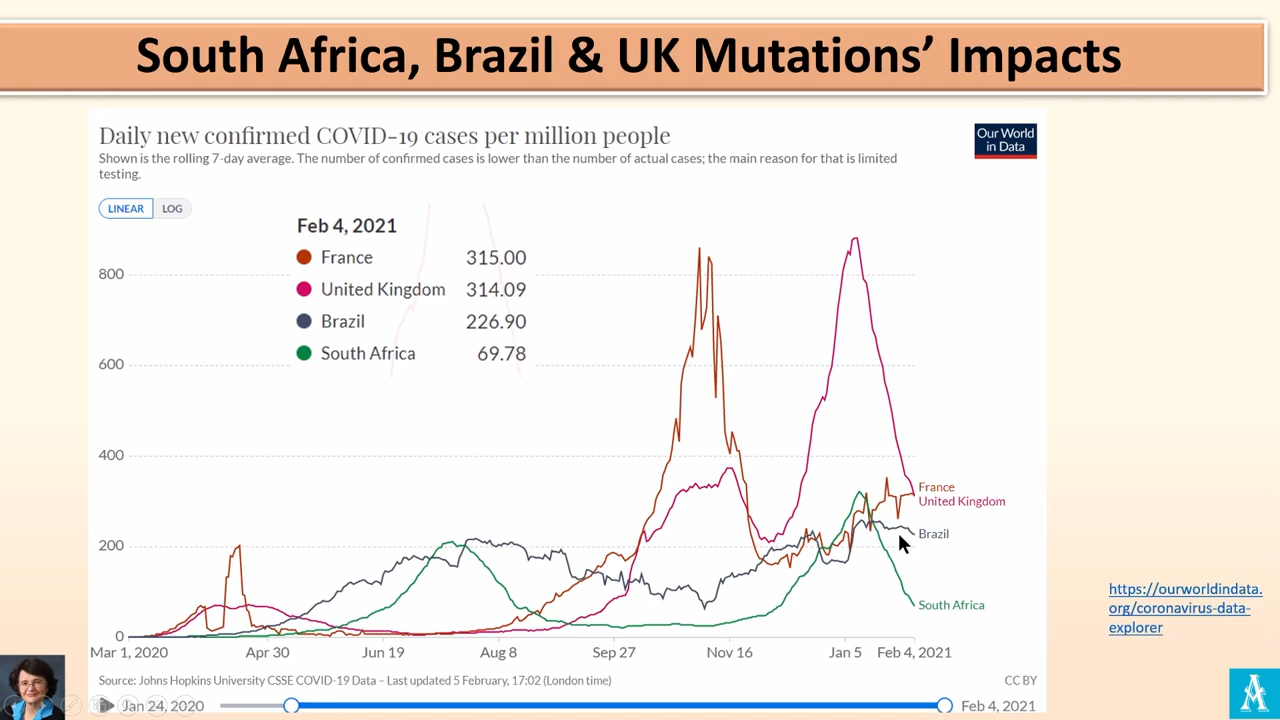 South Africa, Brazil & UK Mutations’ Impacts
Daily new confirmed COVID-19 cases per million people
Shown is the rolling 7-day average. The number of confirmed cases is lower than the number of actual cases; the main reason for that is limited
testing.
Our World
in Data
LINEAR LOG
Feb 4, 2021
France 315.00
United Kingdom 314.09
Brazil 226.90
South Africa 69.78
800
600
400
200
0
France
United Kingdom
Brazil
South Africa
Mar 1, 2020 Apr 30 Jun 19 Aug 8 Sep 27 Nov 16 Jan 5 Feb 4, 2021
Source: Johns Hopkins University CSSE COVID-19 Data – Last updated 5 February, 17:02 (London time) CC BY
Jan 24, 2020 Feb 4, 2021
https://ourworldindata.
org/coronavirus-data-
explorer
A